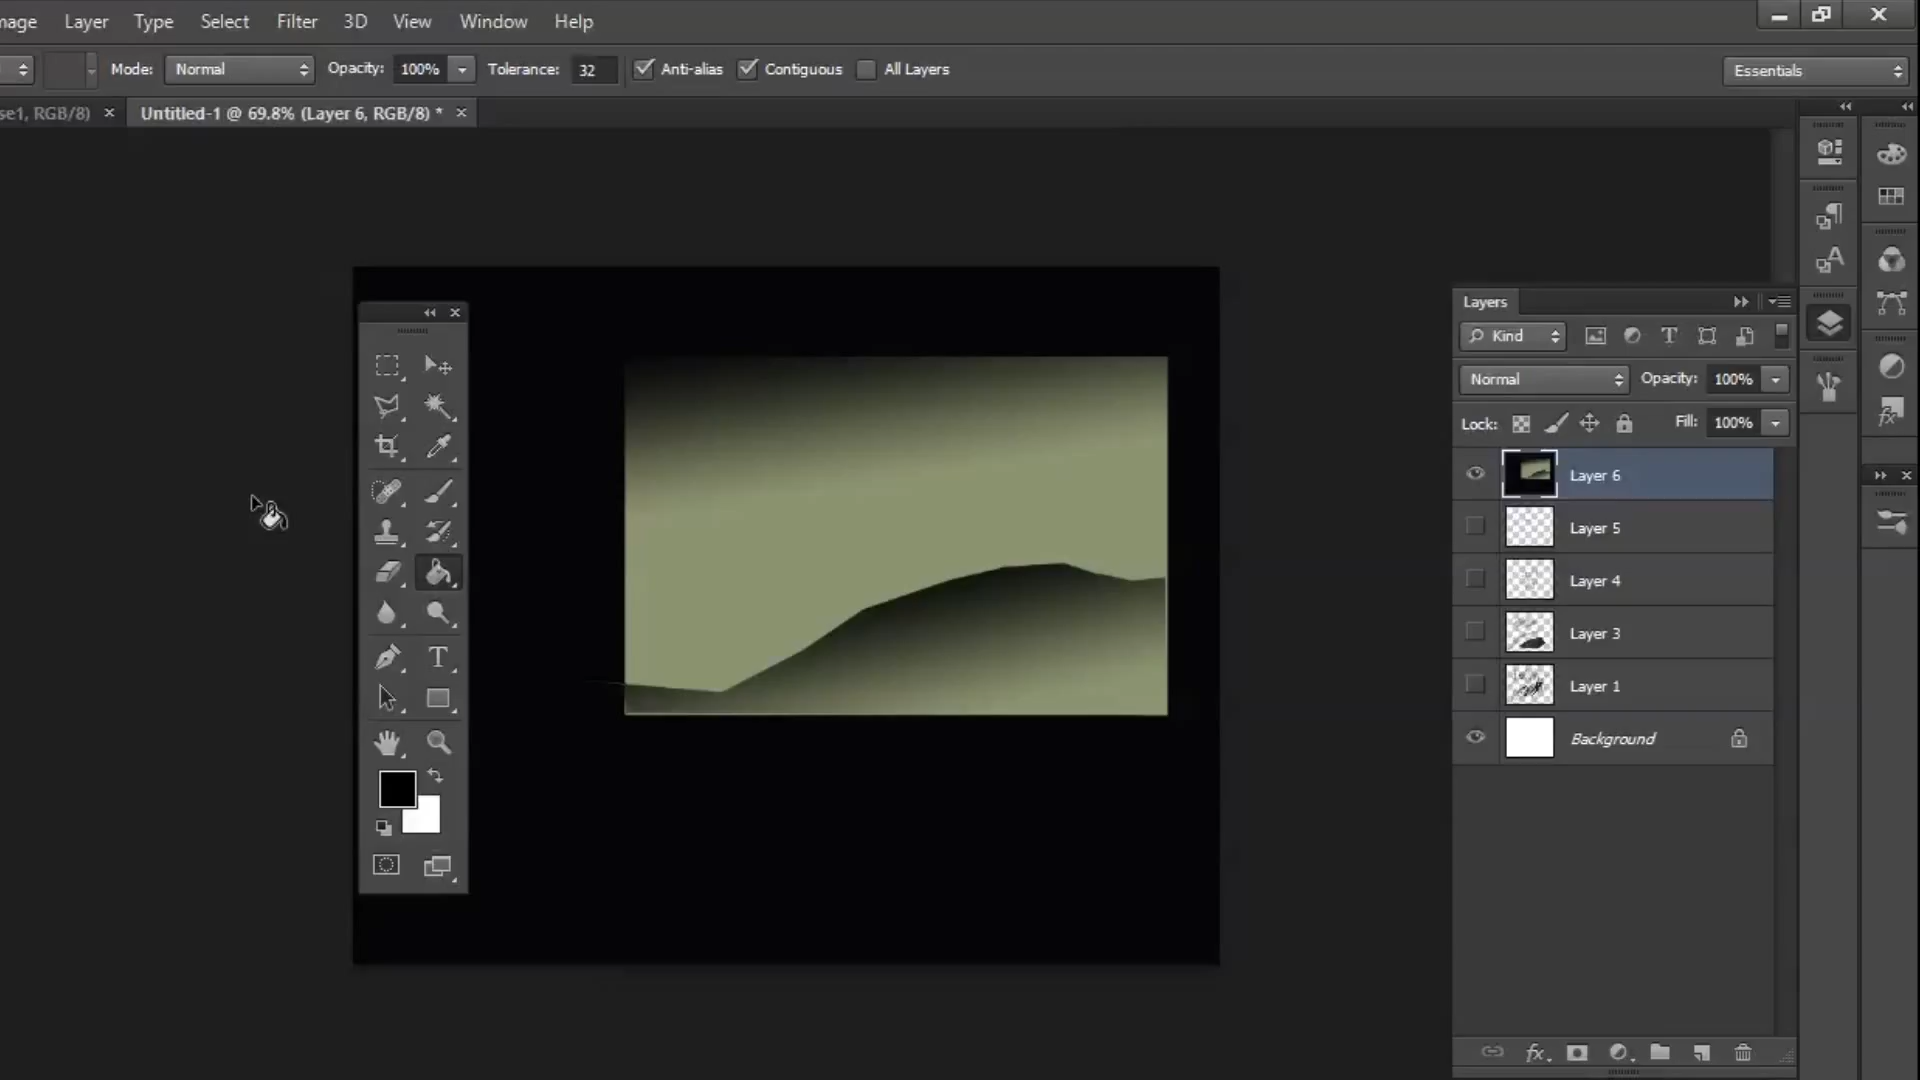 mage Layer Type Select Filter 3D View Window Help
Mode: Normal Opacity: 100% Tolerance: 32 Anti-alias Contiguous All Layers Essentials
se1, RGB/8) × Untitled-1 @ 69.8% (Layer 6, RGB/8) * ×
Layers
Kind
Normal Opacity: 100%
Lock: Fill: 100%
Layer 6
Layer 5
Layer 4
Layer 3
Layer 1
Background